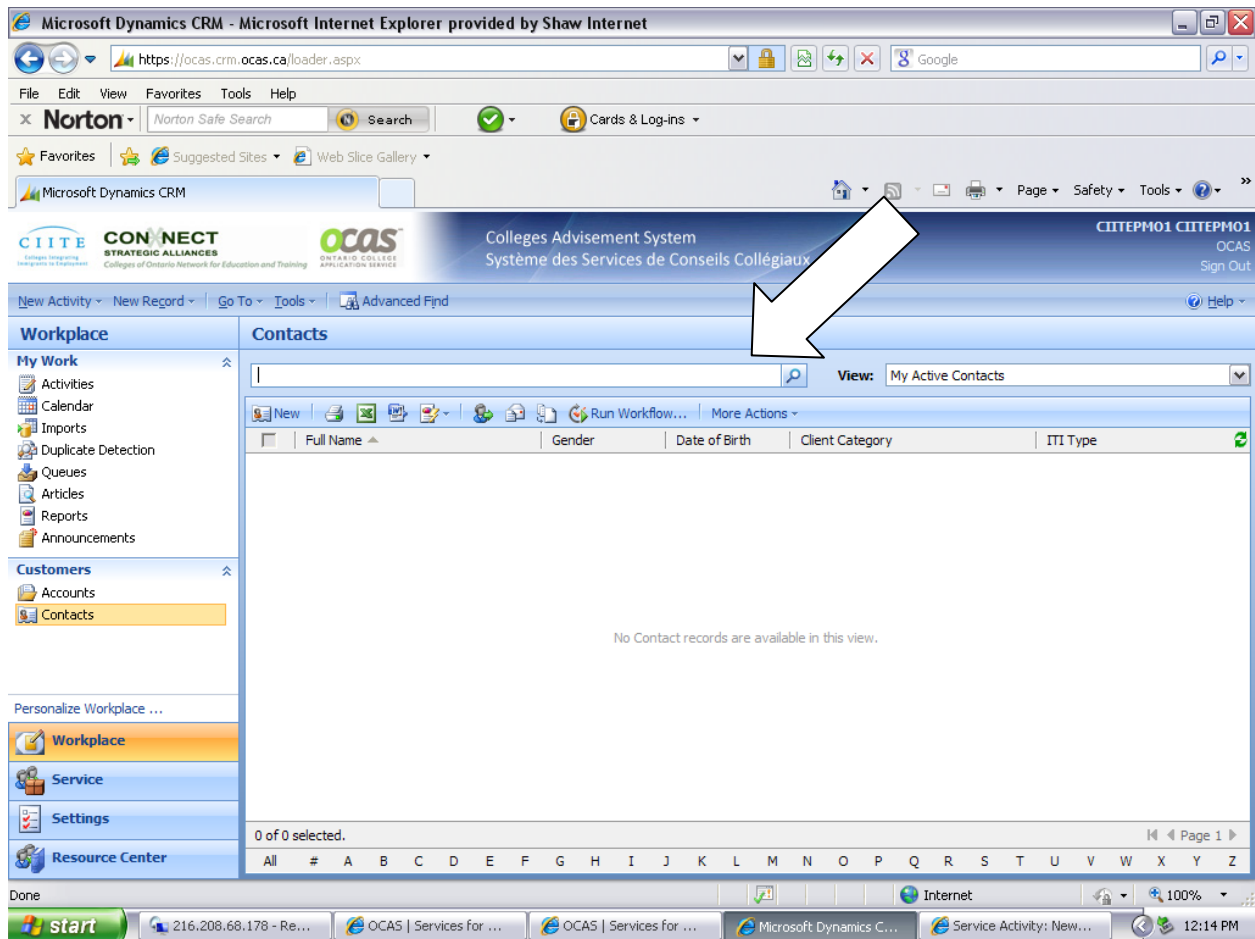 Microsoft Dynamics CRM - Microsoft Internet Explorer provided by Shaw Internet
https://ocas.crm.ocas.ca/loader.aspx
Google
File Edit View Favorites Tools Help
x Norton Norton Safe Search Search Cards & Log-ins
Favorites Suggested Sites Web Slice Gallery
Microsoft Dynamics CRM Page Safety Tools »
CIITE
Colleges Integrating
Immigrants to Employment
CONNECT
STRATEGIC ALLIANCES
Colleges of Ontario Network for Education and Training
ocas
ONTARIO COLLEGE
APPLICATION SERVICE
Colleges Advisement System
Système des Services de Conseils Collégiaux
CIITEPMO1 CIITEPMO1
OCAS
Sign Out
New Activity New Record Go To Tools Advanced Find Help
Workplace
My Work
Activities
Calendar
Imports
Duplicate Detection
Queues
Articles
Reports
Announcements
Customers
Accounts
Contacts
Personalize Workplace ...
Workplace
Service
Settings
Resource Center
Contacts
View: My Active Contacts
New Run Workflow... More Actions
Full Name Gender Date of Birth Client Category ITI Type
No Contact records are available in this view.
0 of 0 selected. Page 1
All # A B C D E F G H I J K L M N O P Q R S T U V W X Y Z
Done Internet 100%
start 216.208.68.178 - Re... OCAS | Services for ... OCAS | Services for ... Microsoft Dynamics C... Service Activity: New... 12:14 PM